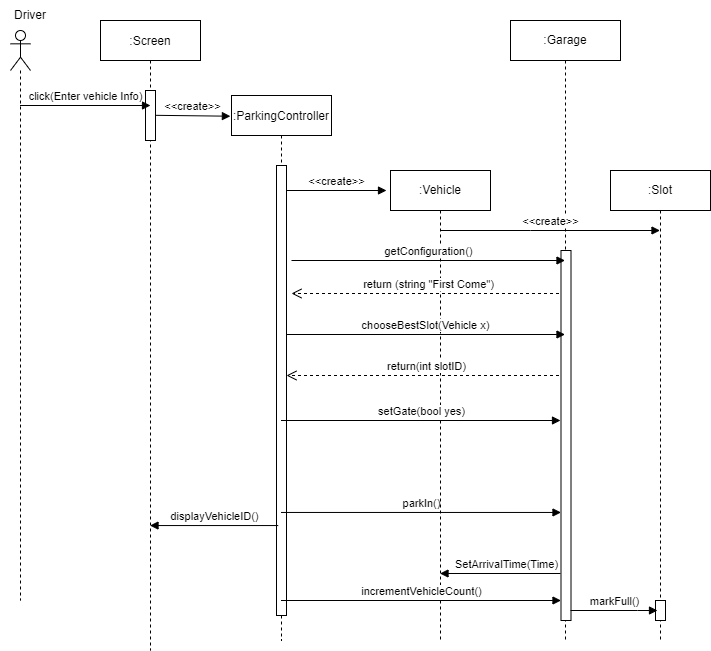 Driver
:Screen
:Garage
click(Enter vehicle Info)
<<create>>
:ParkingController
<<create>>
:Vehicle
:Slot
<<create>>
getConfiguration()
return (string "First Come")
chooseBestSlot(Vehicle x)
return(int slotID)
setGate(bool yes)
parkIn()
displayVehicleID()
SetArrivalTime(Time)
incrementVehicleCount()
markFull()